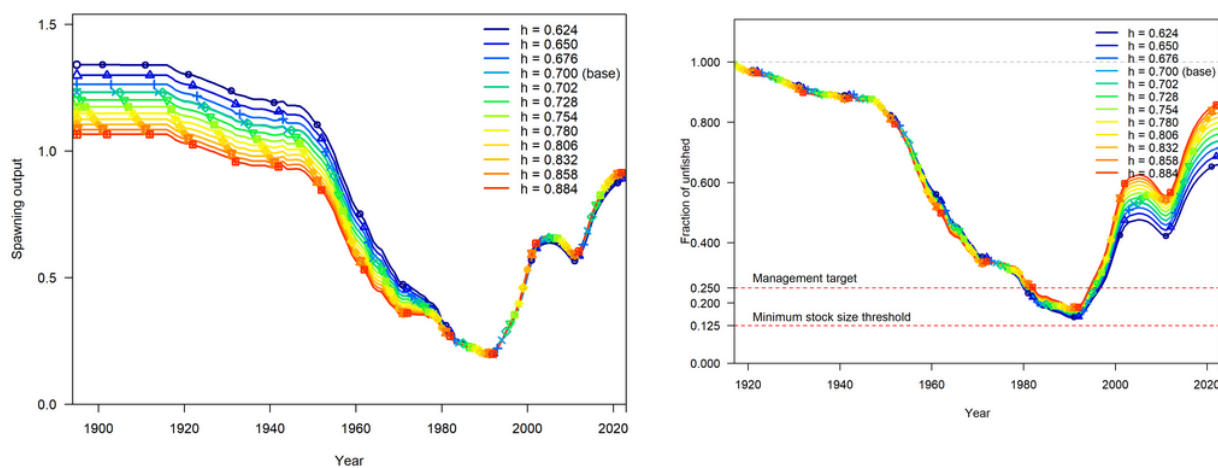 1.5
1.0
0.5
0.0
Spawning output
1900
1920
1940
1960
1980
2000
2020
Year
h = 0.624
h = 0.650
h = 0.676
h = 0.700 (base)
h = 0.702
h = 0.728
h = 0.754
h = 0.780
h = 0.806
h = 0.832
h = 0.858
h = 0.884
1.000
0.800
0.600
0.400
0.250
0.200
0.125
0.000
Fraction of unfished
Management target
Minimum stock size threshold
1920
1940
1960
1980
2000
2020
Year
h = 0.624
h = 0.650
h = 0.676
h = 0.700 (base)
h = 0.702
h = 0.728
h = 0.754
h = 0.780
h = 0.806
h = 0.832
h = 0.858
h = 0.884